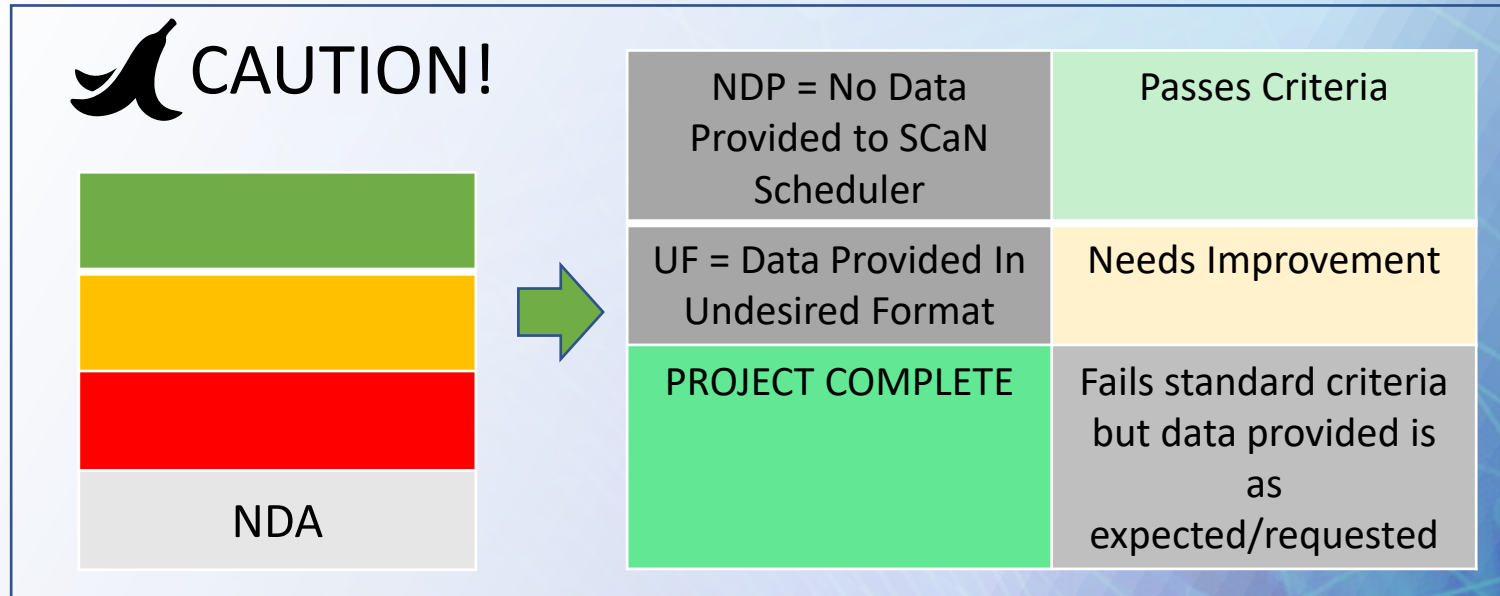 CAUTION!
NDA
NDP = No Data
Provided to SCaN
Scheduler
Passes Criteria
UF = Data Provided In
Undesired Format
Needs Improvement
PROJECT COMPLETE
Fails standard criteria
but data provided is
as
expected/requested